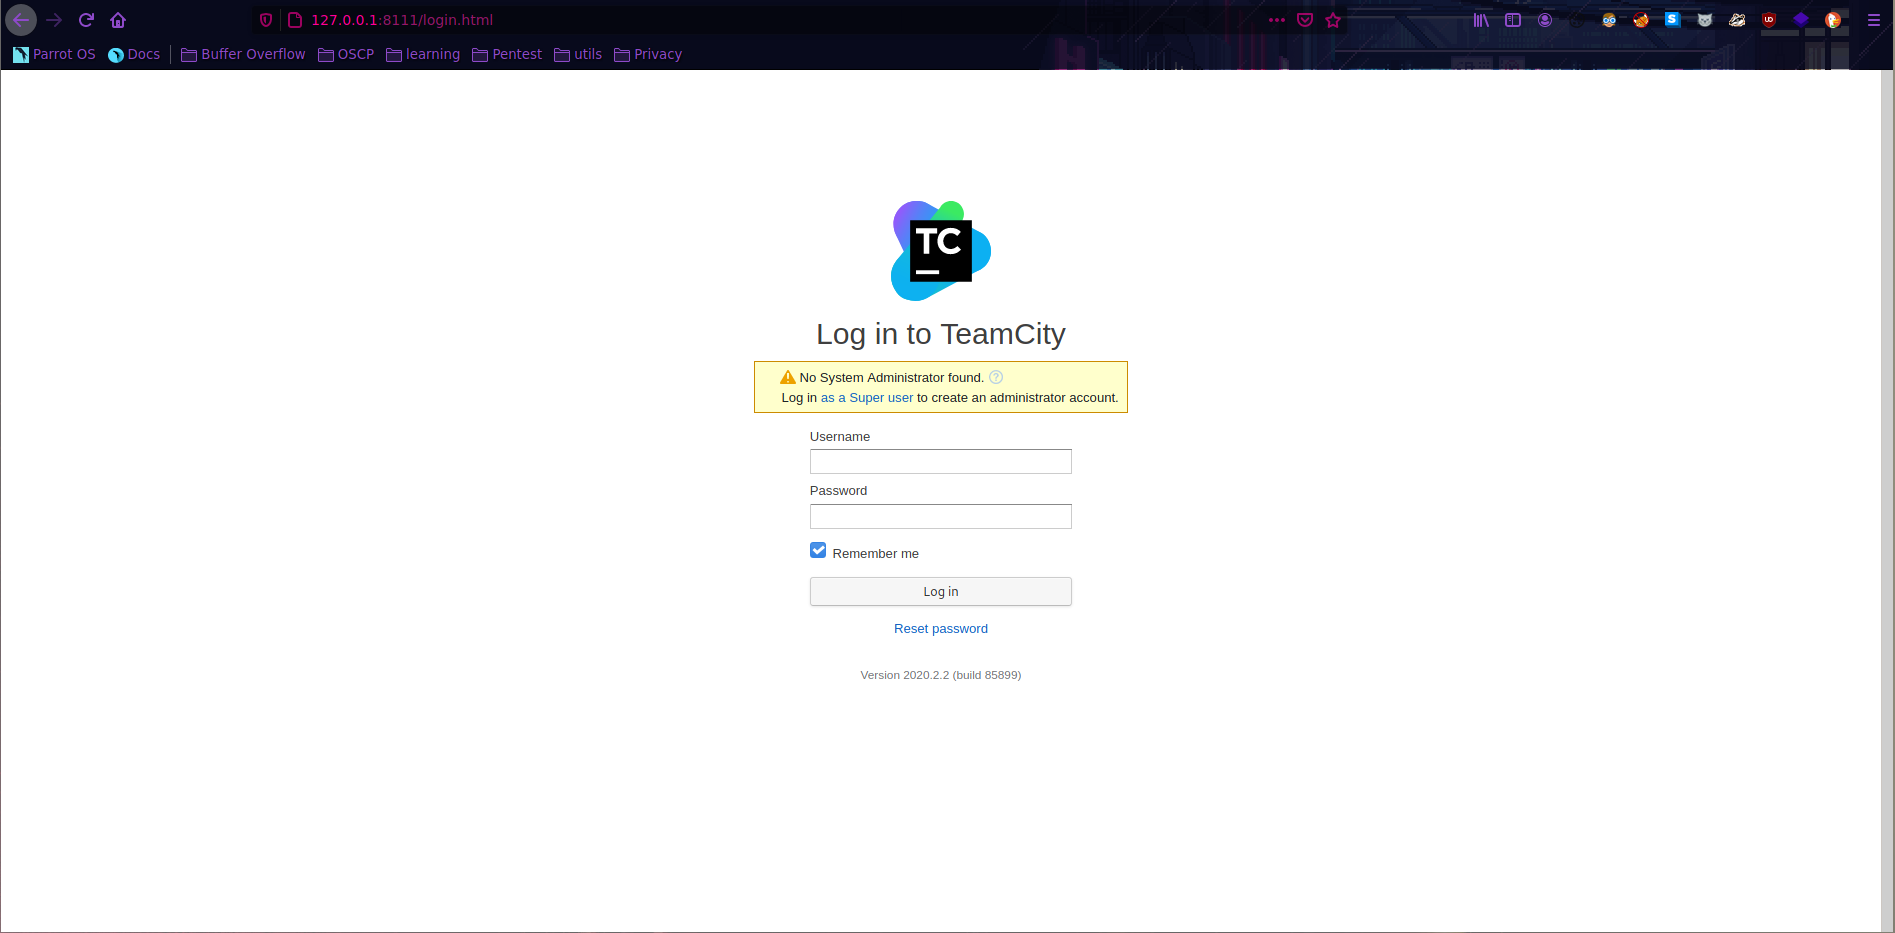 127.0.0.1:8111/login.html
Parrot OS Docs Buffer Overflow OSCP learning Pentest utils Privacy
TC
Log in to TeamCity
No System Administrator found. ?
Log in as a Super user to create an administrator account.
Username
Password
Remember me
Log in
Reset password
Version 2020.2.2 (build 85899)